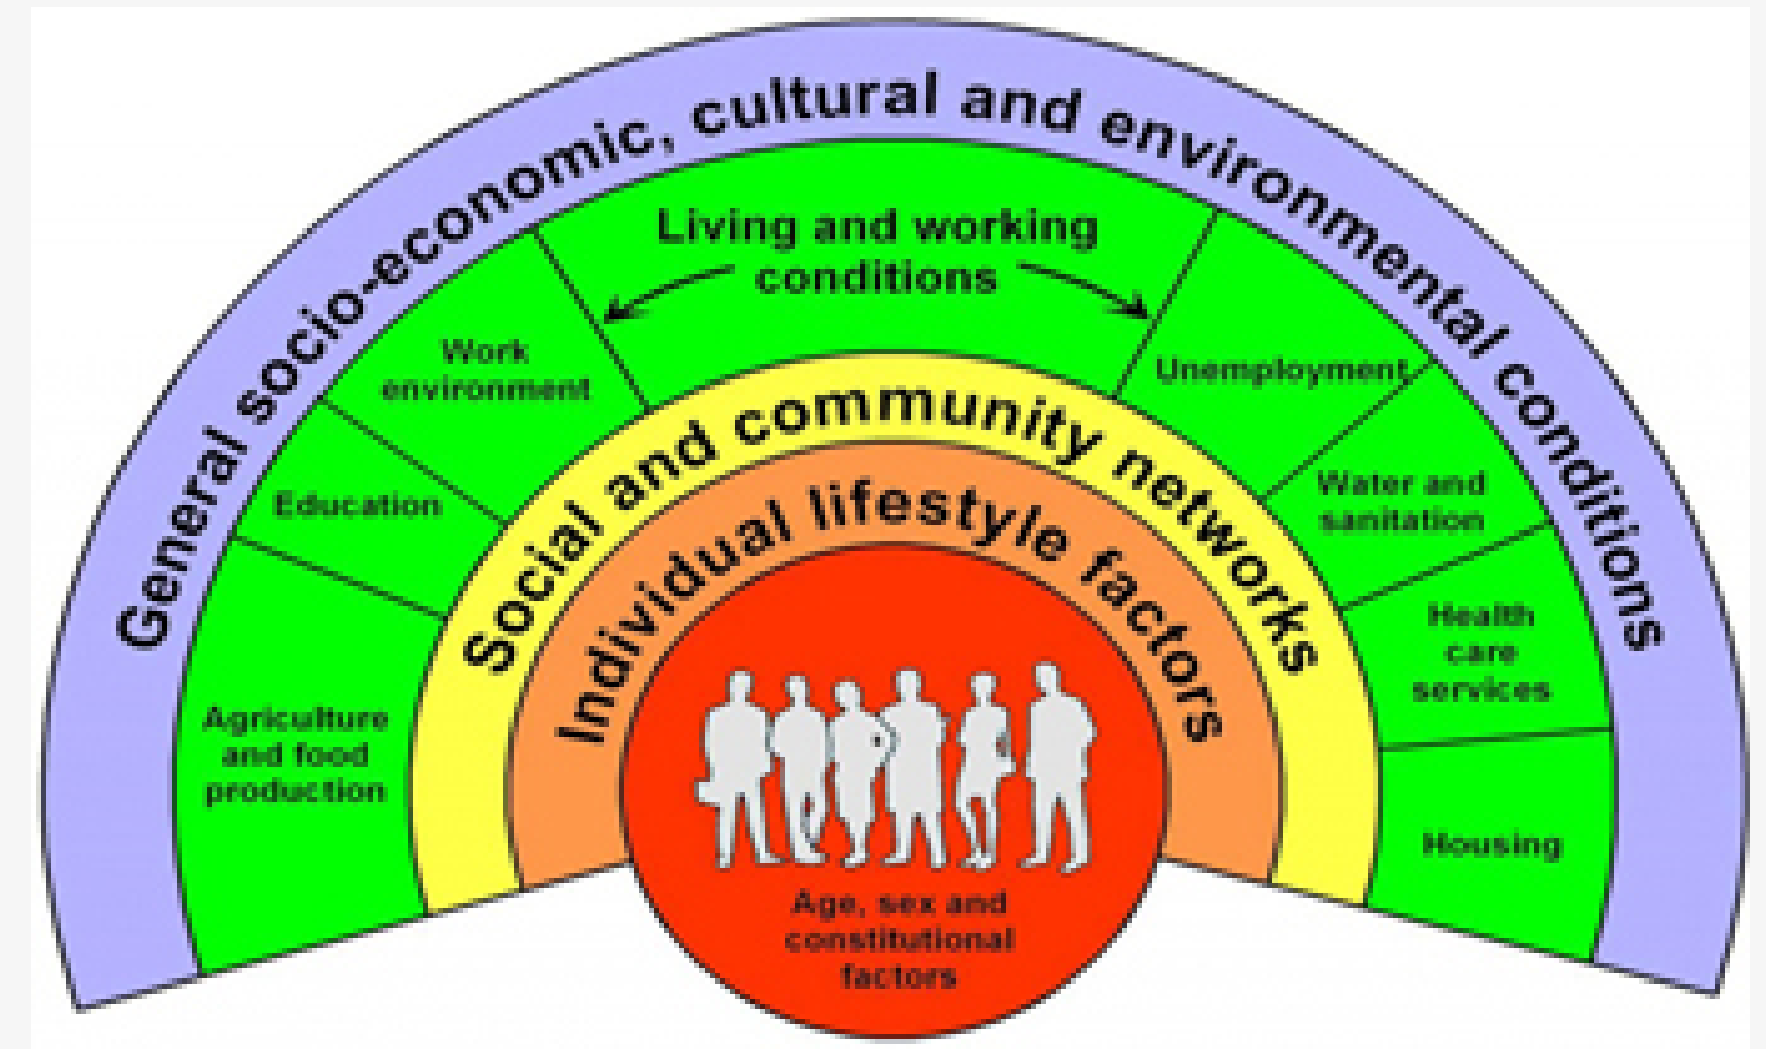 General socio-economic, cultural and environmental conditions
Living and working
conditions
Work
environment
Unemployment
Education
Water and
sanitation
Agriculture
and food
production
Health
care
services
Housing
Social and community networks
Individual lifestyle factors
Age, sex and
constitutional
factors